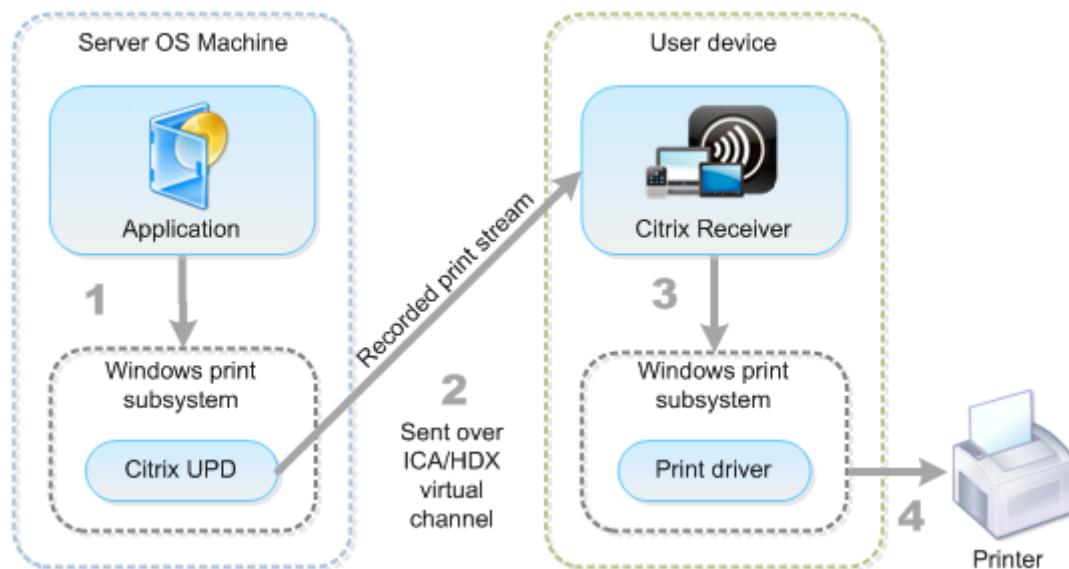 Server OS Machine
Application
1
Windows print
subsystem
Citrix UPD
Recorded print stream
2
Sent over
ICA/HDX
virtual
channel
User device
Citrix Receiver
3
Windows print
subsystem
Print driver
4
Printer